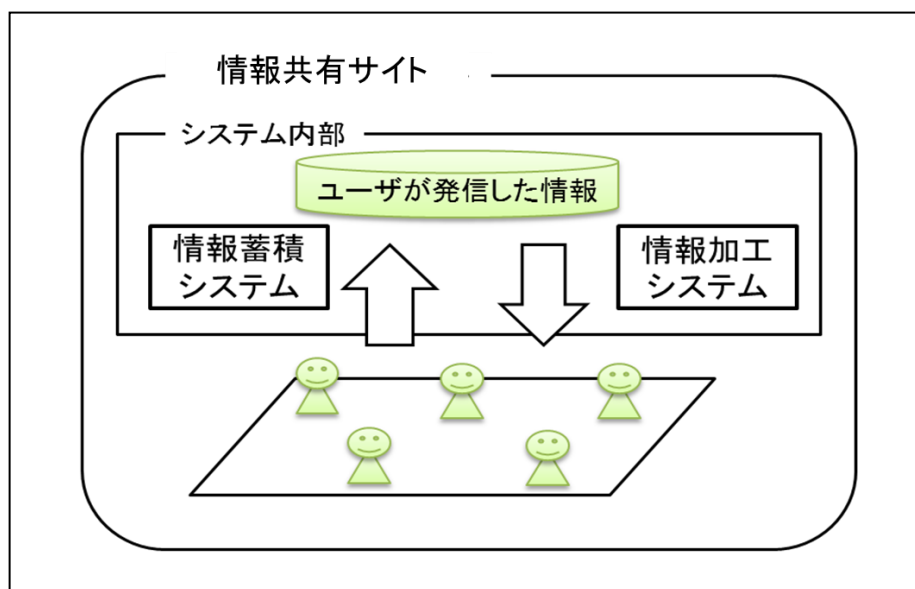 情報共有サイト
システム内部
ユーザが発信した情報
情報蓄積
システム
情報加工
システム